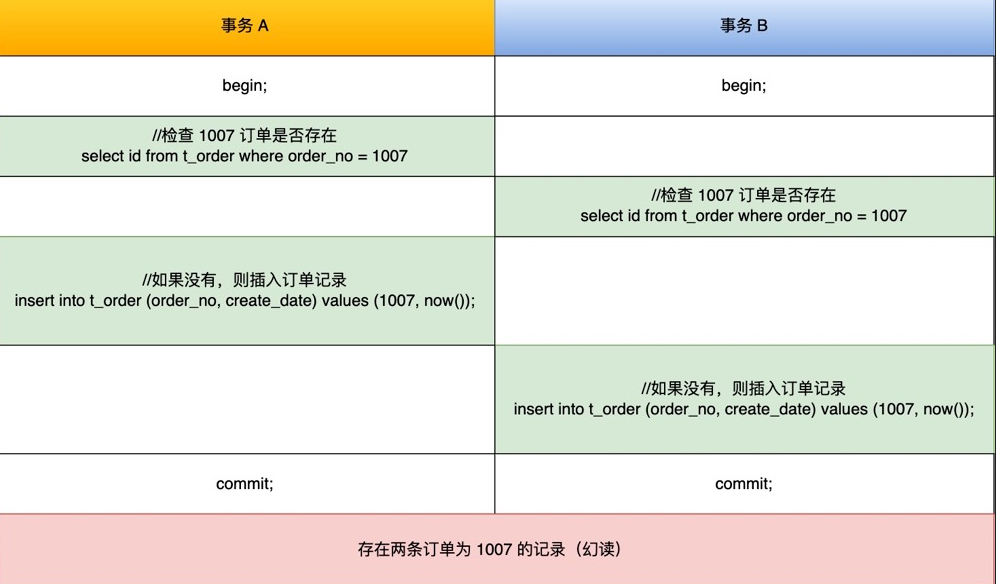 事务 A
事务 B
begin;
begin;
//检查 1007 订单是否存在
select id from t_order where order_no = 1007
//检查 1007 订单是否存在
select id from t_order where order_no = 1007
//如果没有，则插入订单记录
insert into t_order (order_no, create_date) values (1007, now());
//如果没有，则插入订单记录
insert into t_order (order_no, create_date) values (1007, now());
commit;
commit;
存在两条订单为 1007 的记录（幻读）